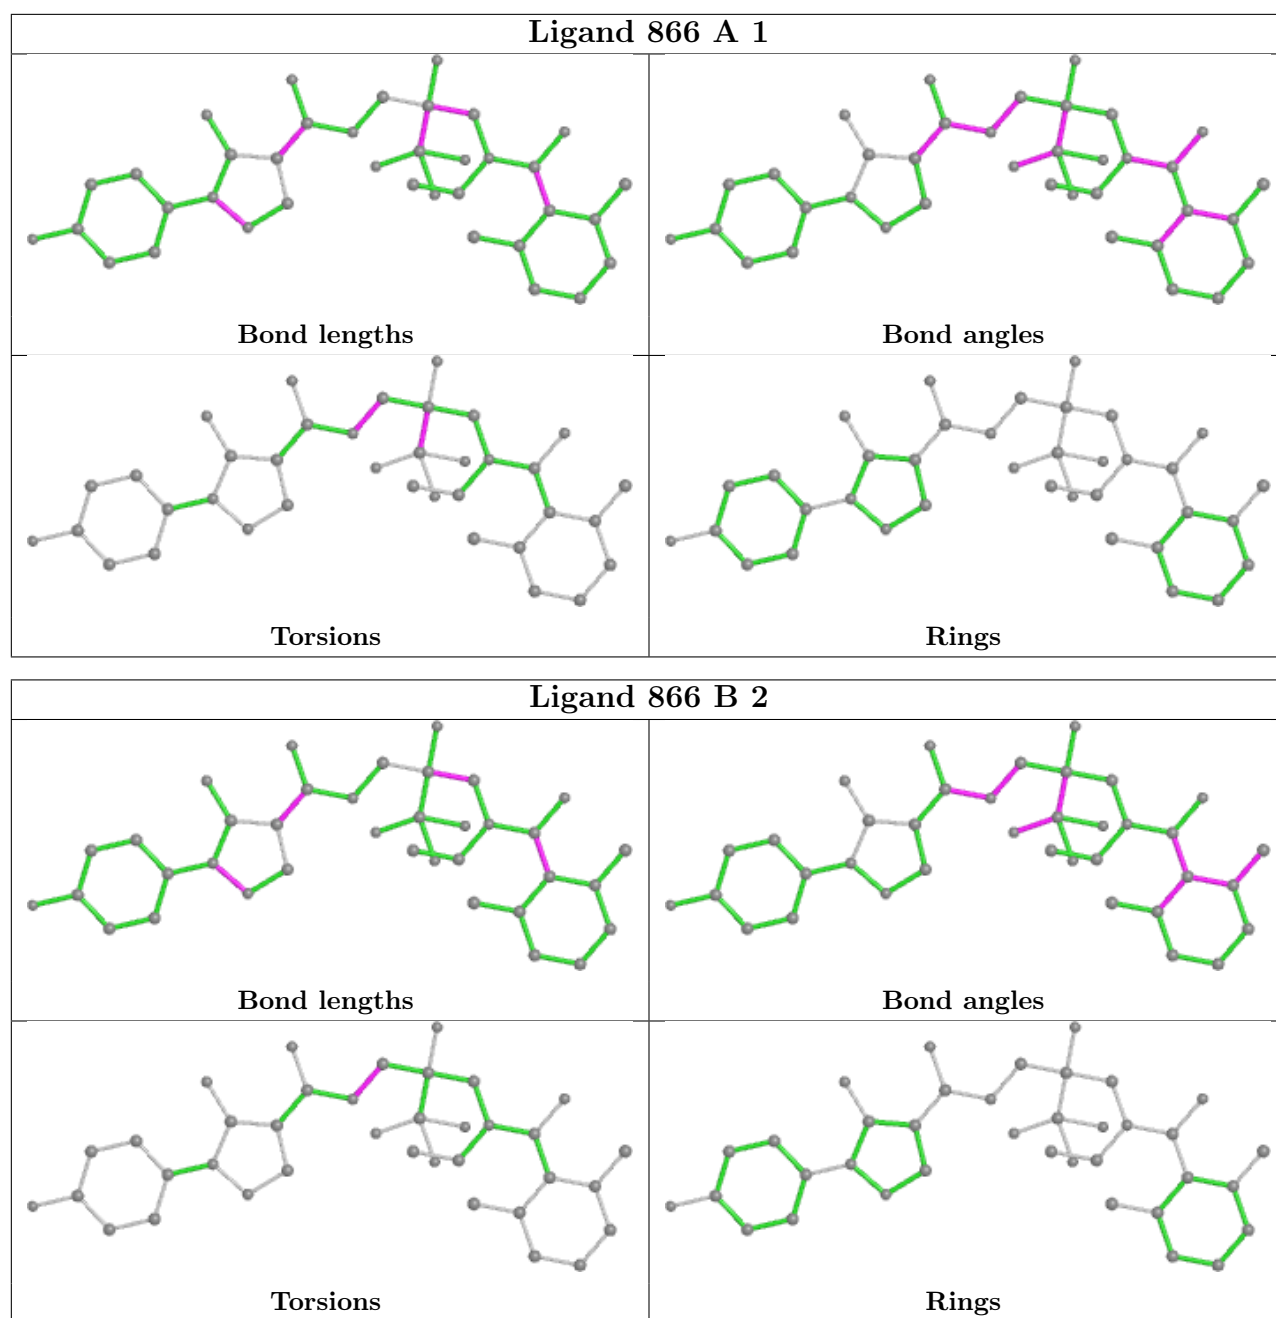 Ligand 866 A 1
Bond lengths
Bond angles
Torsions
Rings
Ligand 866 B 2
Bond lengths
Bond angles
Torsions
Rings